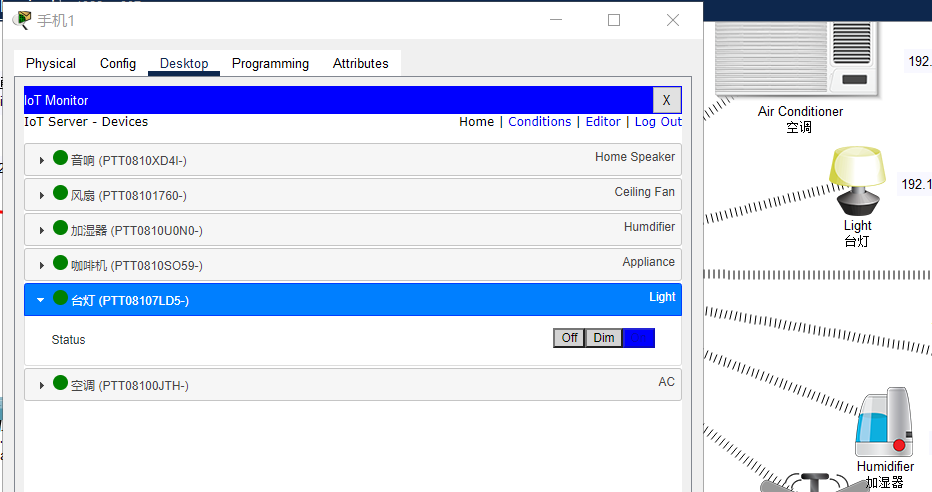 手机1
Physical Config Desktop Programming Attributes
IoT Monitor X
IoT Server - Devices Home | Conditions | Editor | Log Out
音响 (PTT0810XD4I-) Home Speaker
风扇 (PTT08101760-) Ceiling Fan
加湿器 (PTT0810U0N0-) Humdifier
咖啡机 (PTT0810SO59-) Appliance
台灯 (PTT08107LD5-) Light
Status Off Dim
空调 (PTT08100JTH-) AC
192.
Air Conditioner
空调
192.1
Light
台灯
Humidifier
加湿器